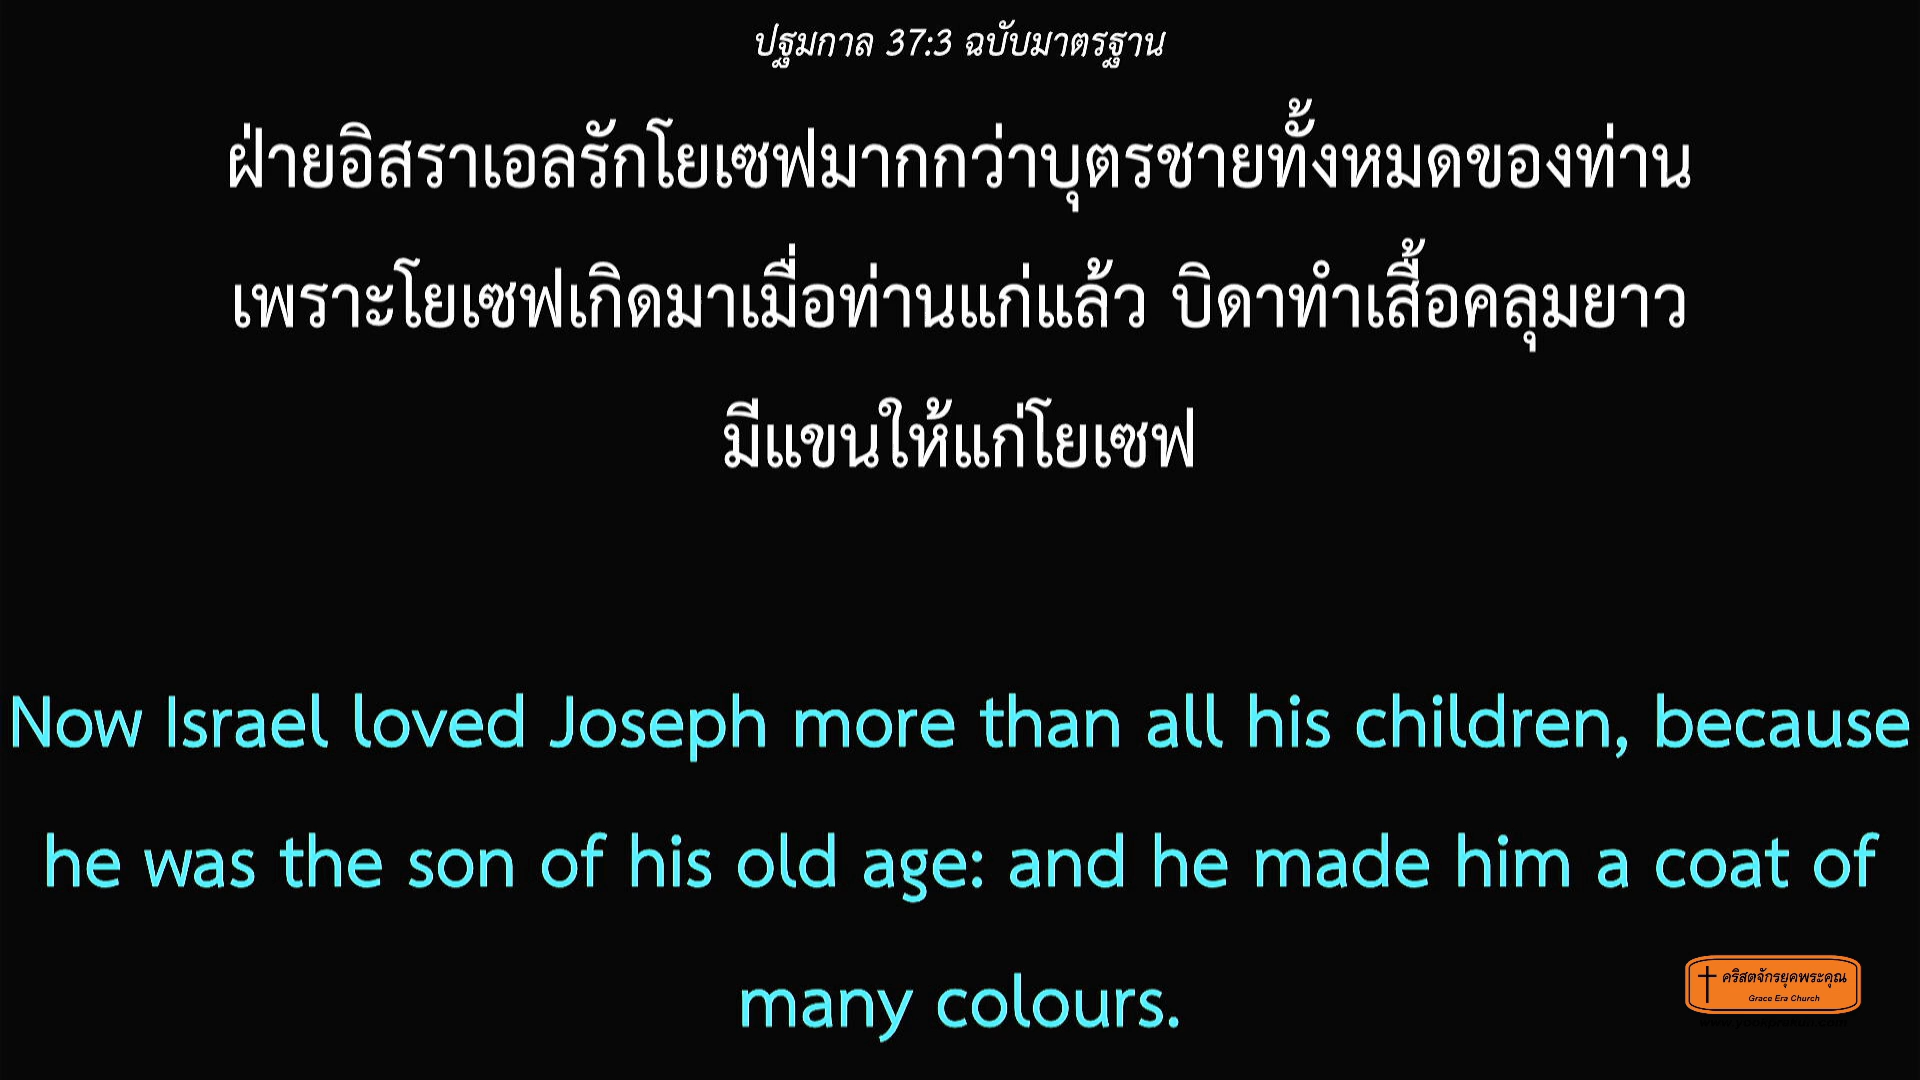 ปฐมกาล 37:3 ฉบับมาตรฐาน
ฝ่ายอิสราเอลรักโยเซฟมากกว่าบุตรชายทั้งหมดของท่าน
เพราะโยเซฟเกิดมาเมื่อท่านแก่แล้ว บิดาทำเสื้อคลุมยาว
มีแขนให้แก่โยเซฟ
Now Israel loved Joseph more than all his children, because
he was the son of his old age: and he made him a coat of
many colours.
คริสตจักรยุคพระคุณ
Grace Era Church